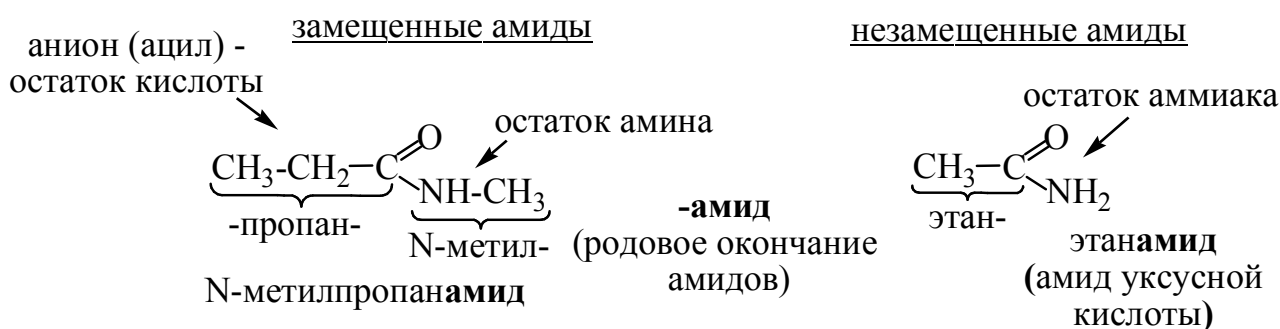 замещенные амиды
анион (ацил) -
остаток кислоты
остаток амина
O
CH3-CH2-C
NH-CH3
-пропан-
N-метил-
N-метилпропанамид
-амид
(родовое окончание
амидов)
незамещенные амиды
остаток аммиака
O
CH3-C
NH2
этан-
этанамид
(амид уксусной
кислоты)